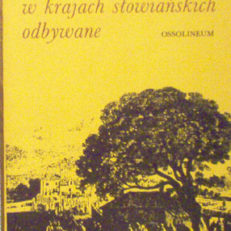 w krajach słowiańskich
odbywane
OSSOLINEUM